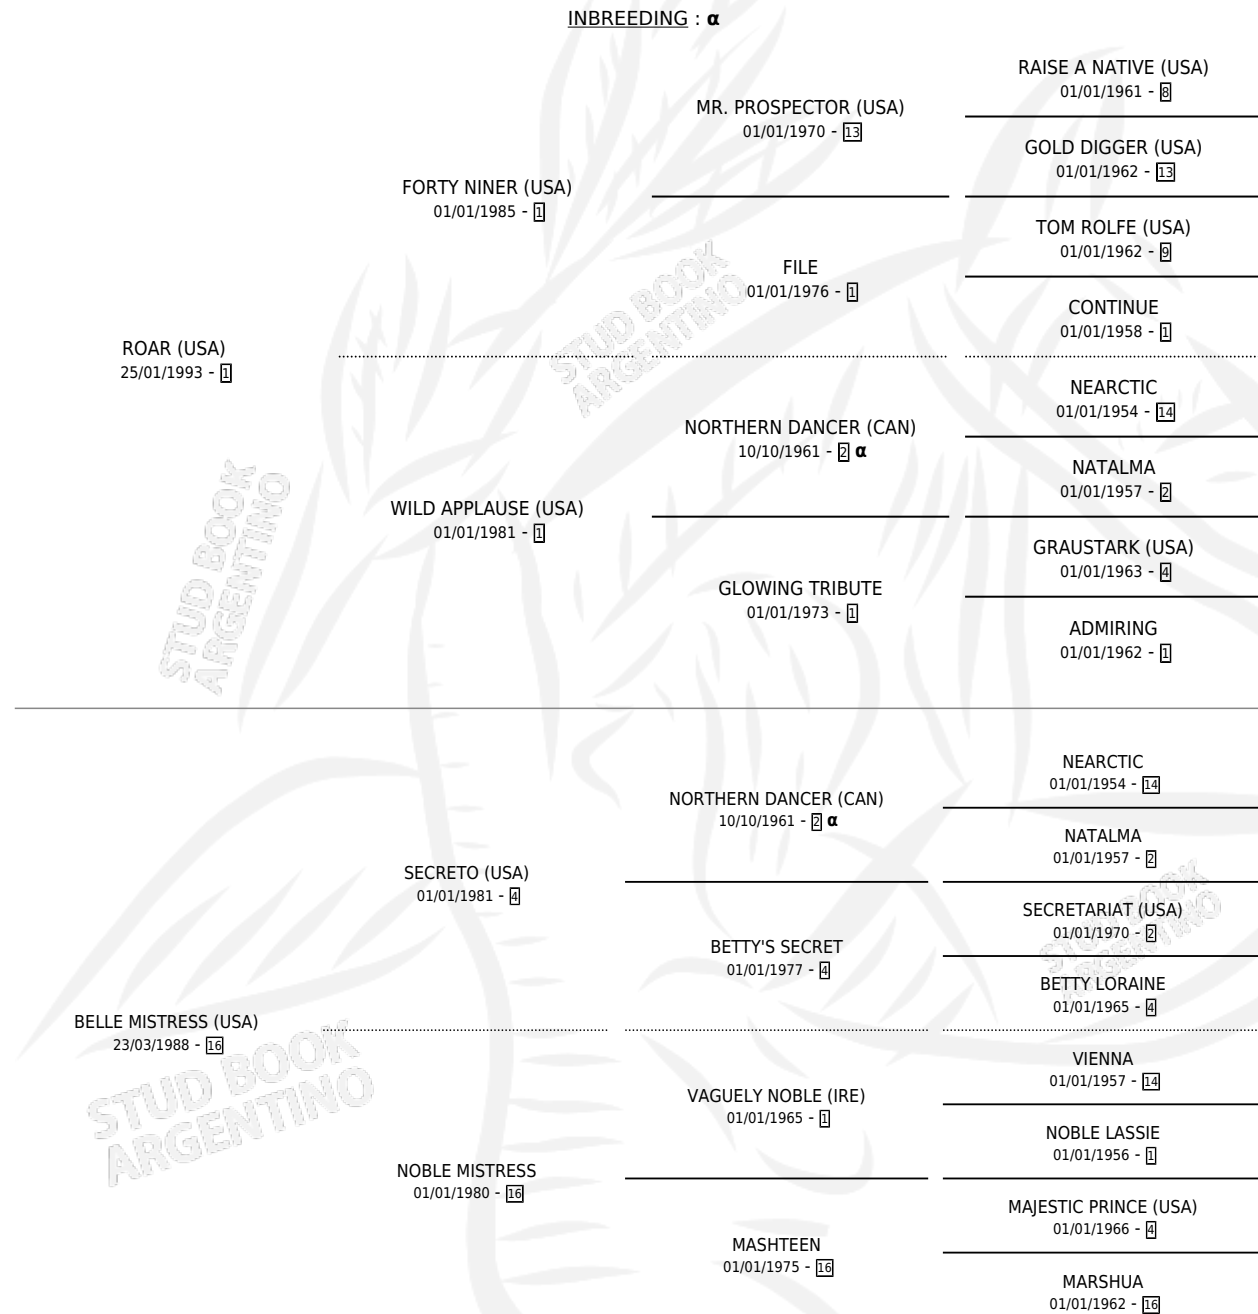 INBREEDING : α
RAISE A NATIVE (USA)
01/01/1961 - 8
MR. PROSPECTOR (USA)
01/01/1970 - 13
GOLD DIGGER (USA)
01/01/1962 - 13
FORTY NINER (USA)
01/01/1985 - 1
TOM ROLFE (USA)
01/01/1962 - 9
FILE
01/01/1976 - 1
CONTINUE
01/01/1958 - 1
ROAR (USA)
25/01/1993 - 1
NEARCTIC
01/01/1954 - 14
NORTHERN DANCER (CAN)
10/10/1961 - 2 α
NATALMA
01/01/1957 - 2
WILD APPLAUSE (USA)
01/01/1981 - 1
GRAUSTARK (USA)
01/01/1963 - 4
GLOWING TRIBUTE
01/01/1973 - 1
ADMIRING
01/01/1962 - 1
NEARCTIC
01/01/1954 - 14
NORTHERN DANCER (CAN)
10/10/1961 - 2 α
NATALMA
01/01/1957 - 2
SECRETO (USA)
01/01/1981 - 4
SECRETARIAT (USA)
01/01/1970 - 2
BETTY'S SECRET
01/01/1977 - 4
BETTY LORAINE
01/01/1965 - 4
BELLE MISTRESS (USA)
23/03/1988 - 16
VIENNA
01/01/1957 - 14
VAGUELY NOBLE (IRE)
01/01/1965 - 1
NOBLE LASSIE
01/01/1956 - 1
NOBLE MISTRESS
01/01/1980 - 16
MAJESTIC PRINCE (USA)
01/01/1966 - 4
MASHTEEN
01/01/1975 - 16
MARSHUA
01/01/1962 - 16
STUD BOOK
ARGENTINO
STUD BOOK
ARGENTINO
STUD BOOK
ARGENTINO
STUD BOOK
ARGENTINO